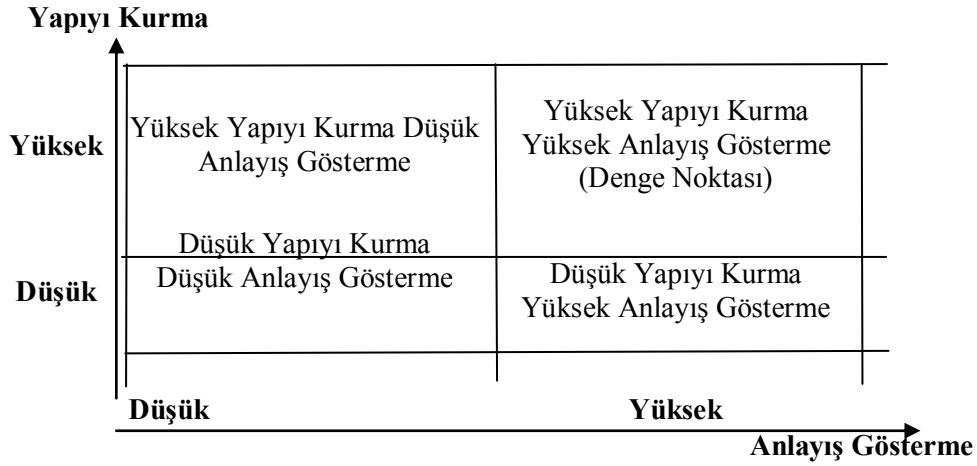 Yapıyı Kurma
Yüksek
Yüksek Yapıyı Kurma Düşük
Anlayış Gösterme
Yüksek Yapıyı Kurma
Yüksek Anlayış Gösterme
(Denge Noktası)
Düşük
Düşük Yapıyı Kurma
Düşük Anlayış Gösterme
Düşük Yapıyı Kurma
Yüksek Anlayış Gösterme
Düşük
Yüksek
Anlayış Gösterme